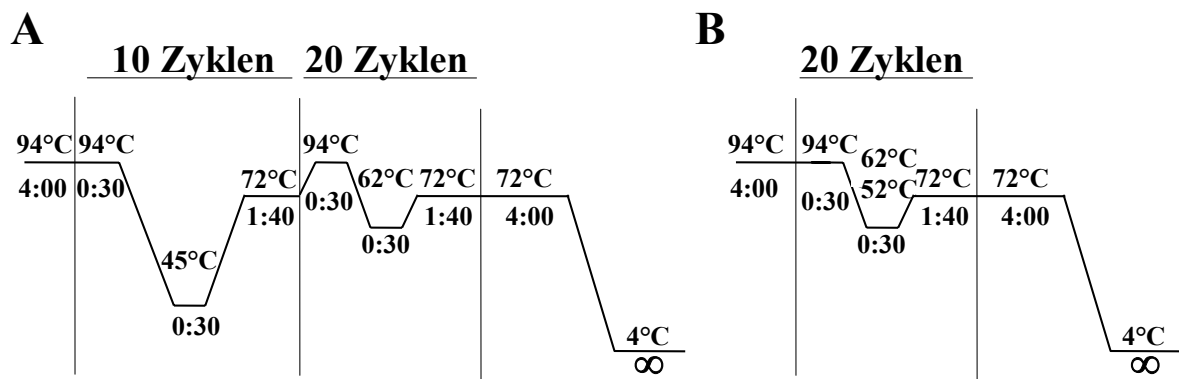 A
10 Zyklen 20 Zyklen
94°C 94°C 94°C
4:00 0:30 72°C 62°C 72°C 72°C
1:40 0:30 1:40 4:00
45°C 0:30
0:30
4°C
∞
B
20 Zyklen
94°C 94°C 62°C
4:00 0:30 52°C 72°C 72°C
0:30 1:40 4:00
4°C
∞